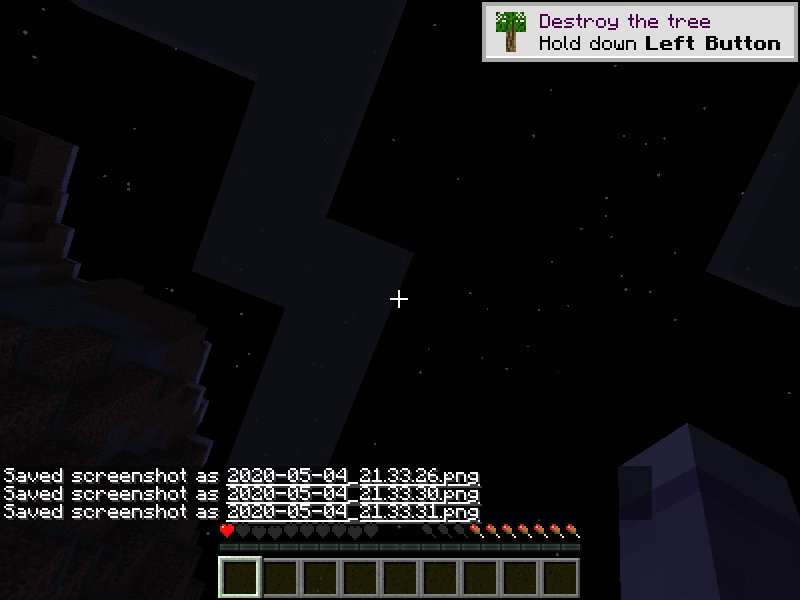 Destroy the tree
Hold down Left Button
Saved screenshot as 2020-05-04_21.33.26.png
Saved screenshot as 2020-05-04_21.33.30.png
Saved screenshot as 2020-05-04_21.33.31.png